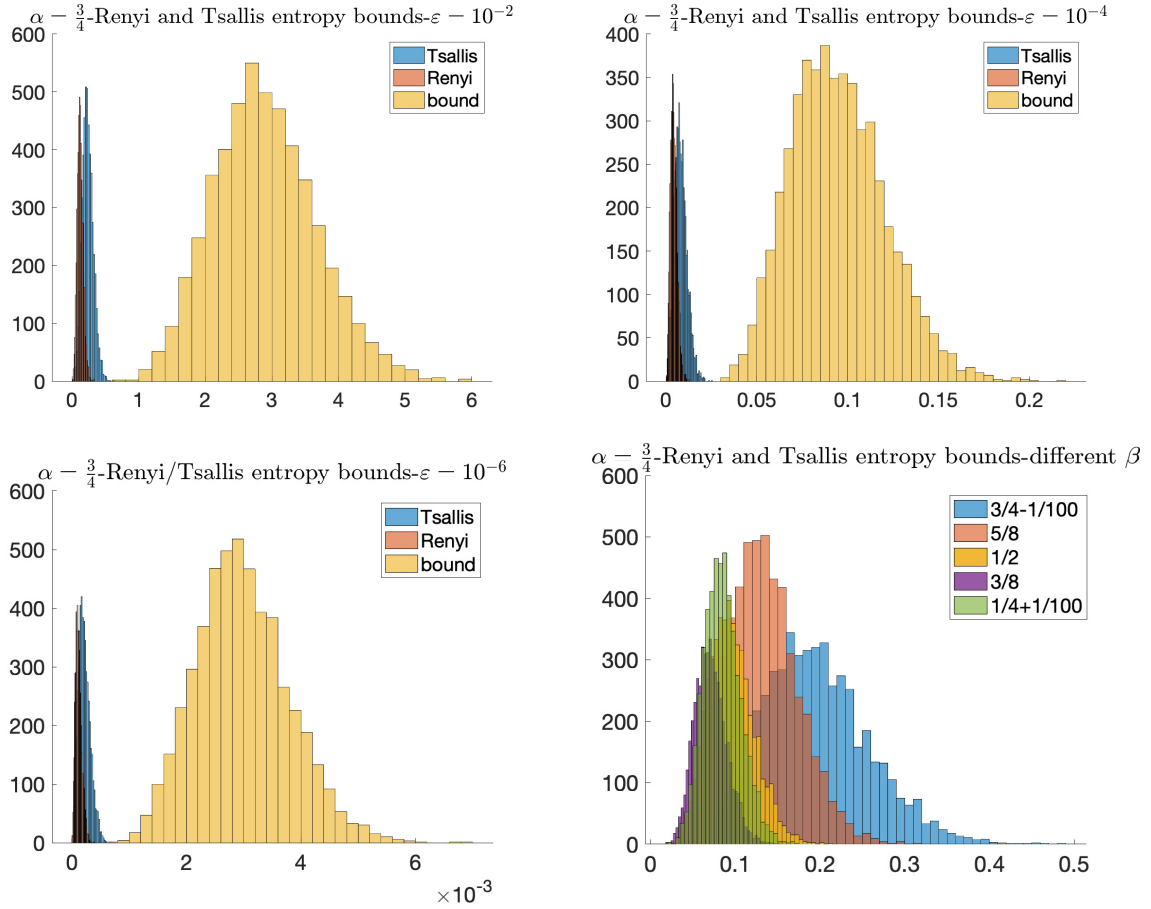 α − 3/4-Renyi and Tsallis entropy bounds-ε − 10^-2
600
500
400
300
200
100
0
Tsallis
Renyi
bound
0 1 2 3 4 5 6
α − 3/4-Renyi and Tsallis entropy bounds-ε − 10^-4
400
350
300
250
200
150
100
50
0
Tsallis
Renyi
bound
0 0.05 0.1 0.15 0.2
α − 3/4-Renyi/Tsallis entropy bounds-ε − 10^-6
600
500
400
300
200
100
0
Tsallis
Renyi
bound
0 2 4 6
×10^-3
α − 3/4-Renyi and Tsallis entropy bounds-different β
600
500
400
300
200
100
0
3/4-1/100
5/8
1/2
3/8
1/4+1/100
0 0.1 0.2 0.3 0.4 0.5